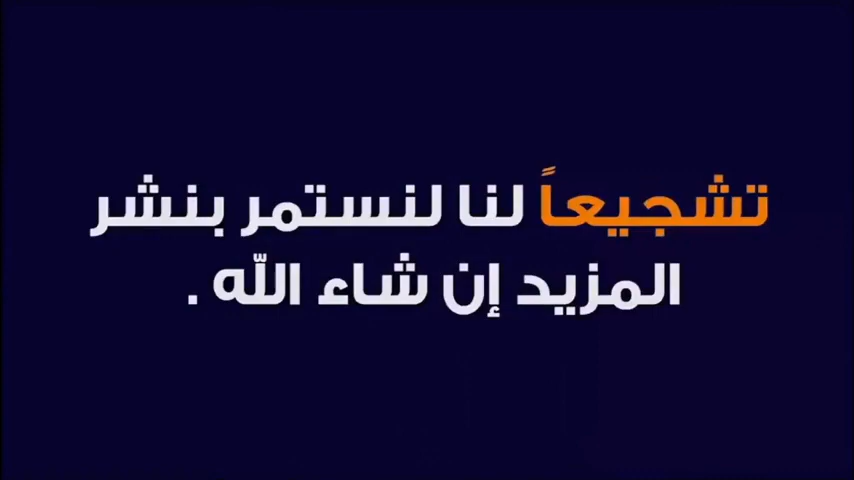 تشجيعاً لنا لنستمر بنشر
المزيد إن شاء الله .